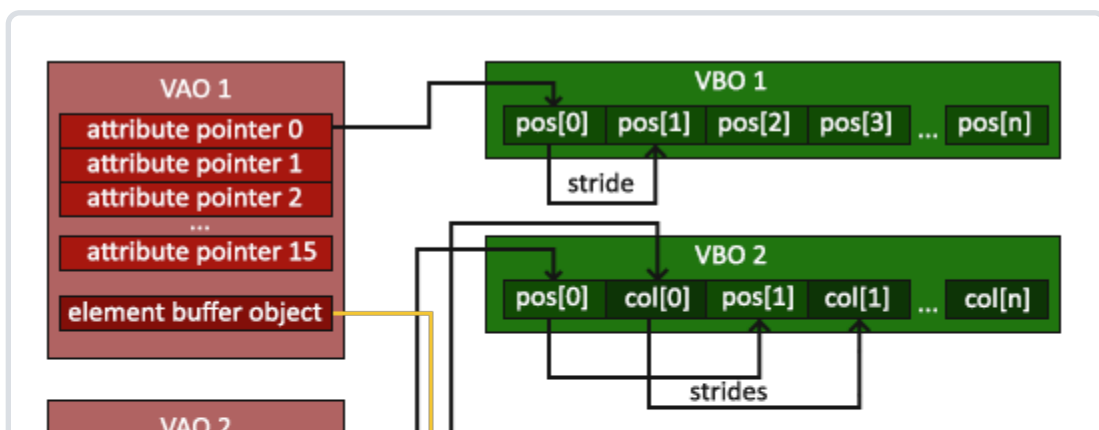 VAO 1
attribute pointer 0
attribute pointer 1
attribute pointer 2
...
attribute pointer 15
element buffer object
VAO 2
VBO 1
pos[0] pos[1] pos[2] pos[3] ... pos[n]
stride
VBO 2
pos[0] col[0] pos[1] col[1] ... col[n]
strides